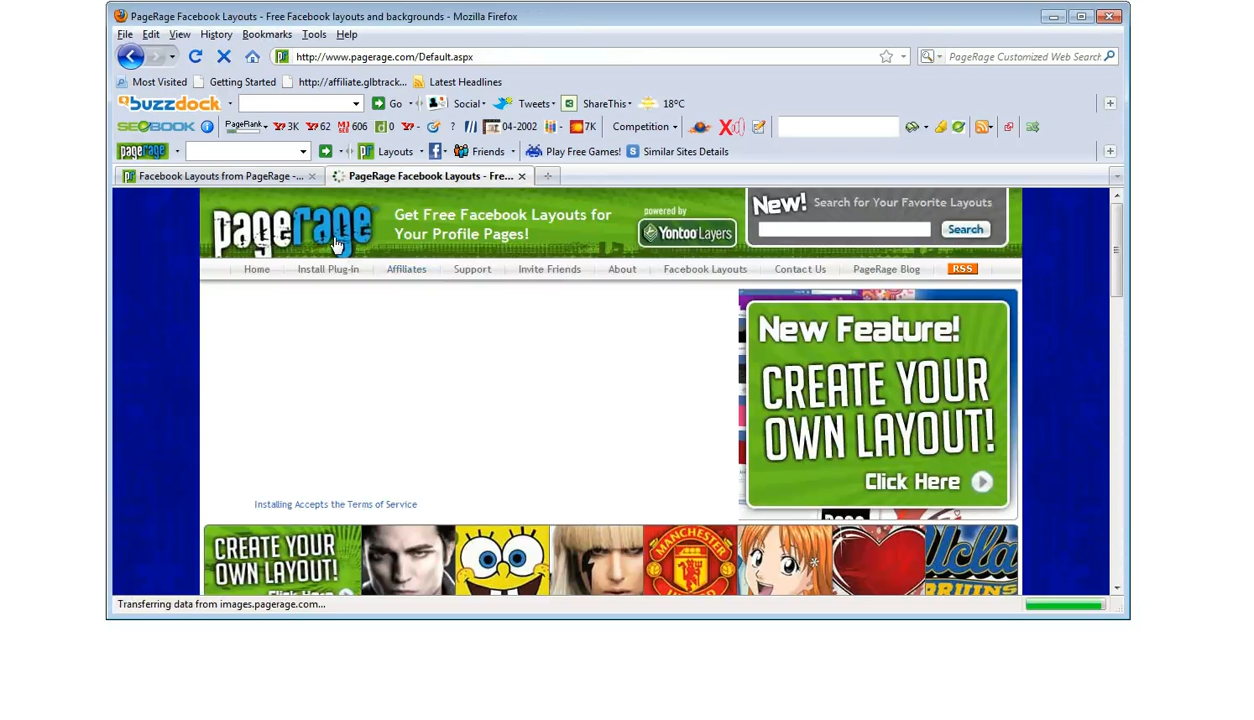 PageRage Facebook Layouts - Free Facebook layouts and backgrounds - Mozilla Firefox
File Edit View History Bookmarks Tools Help
http://www.pagerage.com/Default.aspx PageRage Customized Web Search
Most Visited Getting Started http://affiliate.glbtrack... Latest Headlines
buzzdock Go Social Tweets ShareThis 18°C
SEOBOOK PageRank 3K 62 606 0 ? 04-2002 7K Competition
pagerage Layouts Friends Play Free Games! Similar Sites Details
Facebook Layouts from PageRage -... PageRage Facebook Layouts - Fre...
pagerage
Get Free Facebook Layouts for
Your Profile Pages!
powered by
Yontoo Layers
New! Search for Your Favorite Layouts
Search
Home Install Plug-in Affiliates Support Invite Friends About Facebook Layouts Contact Us PageRage Blog RSS
New Feature!
CREATE YOUR
OWN LAYOUT!
Click Here
Installing Accepts the Terms of Service
CREATE YOUR
OWN LAYOUT!
Click Here
MANCHESTER
Ucla
BRUINS
Transferring data from images.pagerage.com...